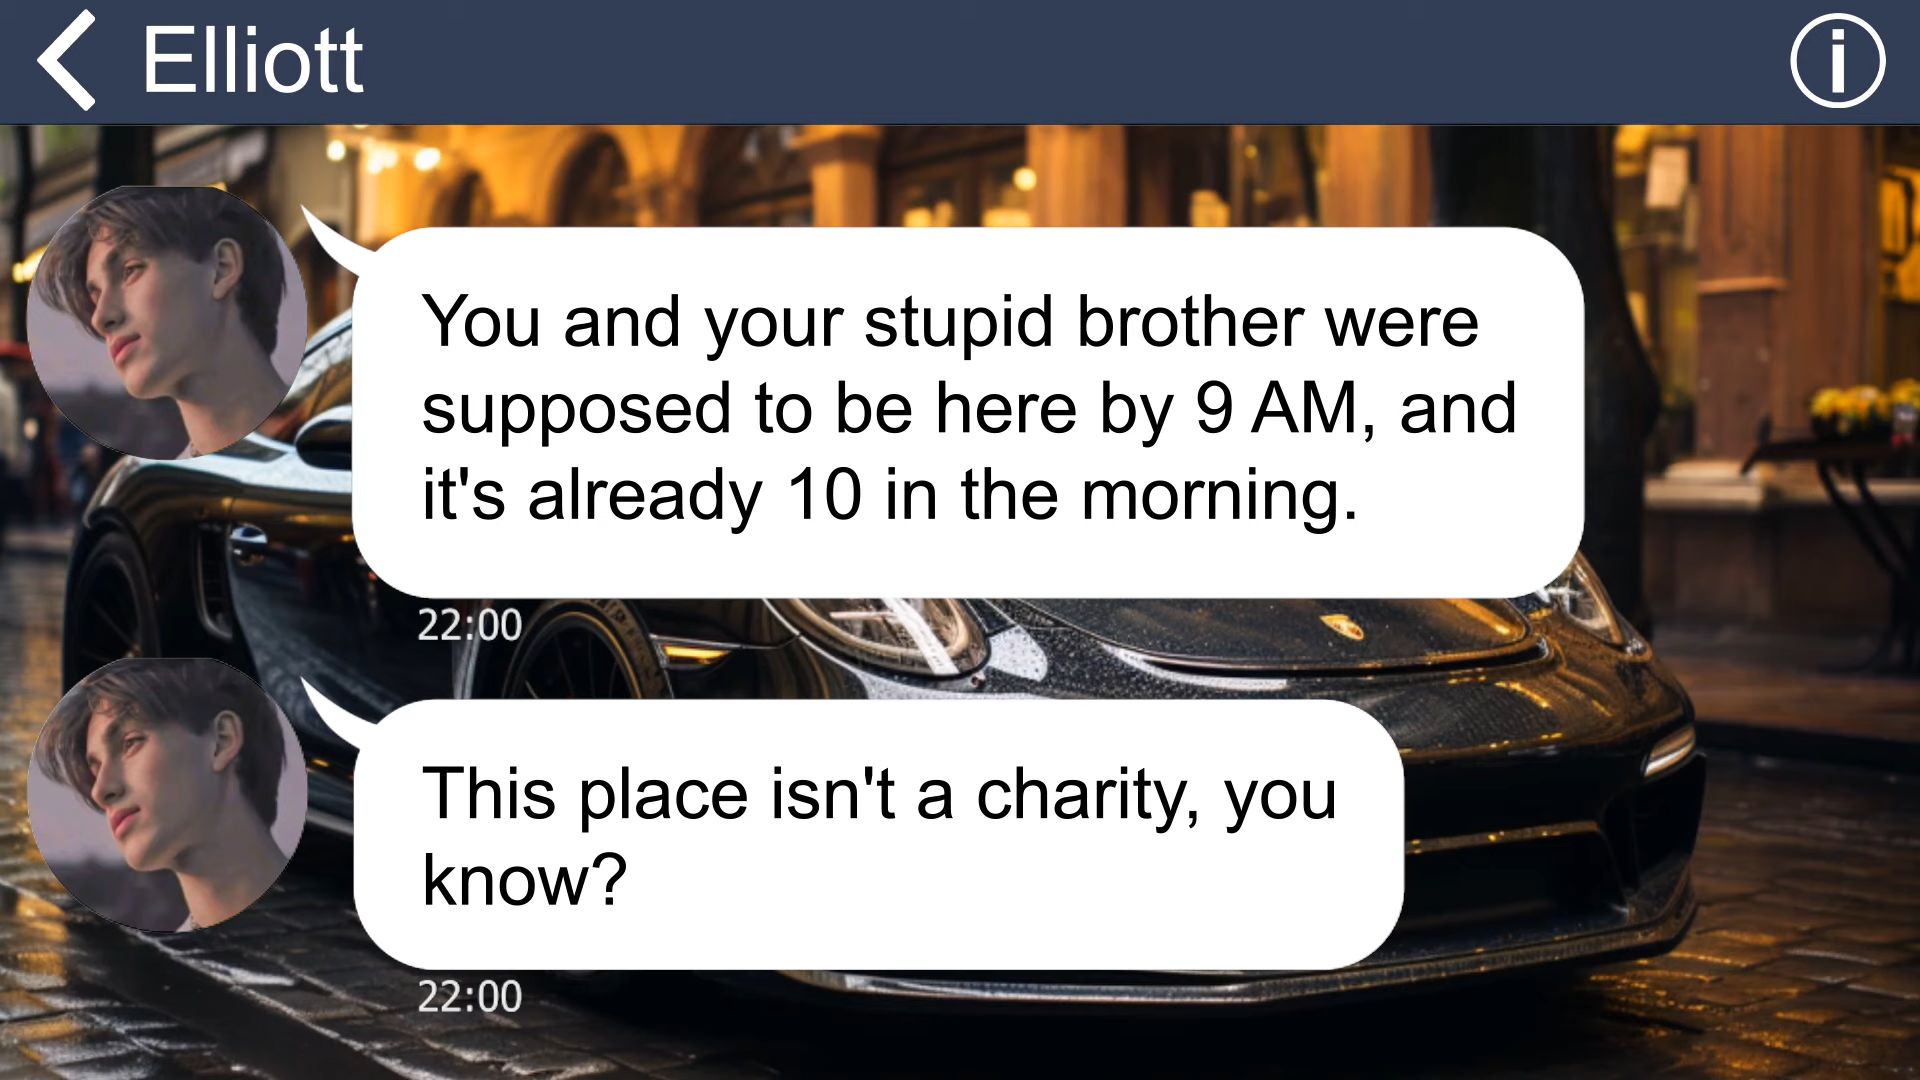 Elliott
You and your stupid brother were
supposed to be here by 9 AM, and
it's already 10 in the morning.
22:00
This place isn't a charity, you
know?
22:00